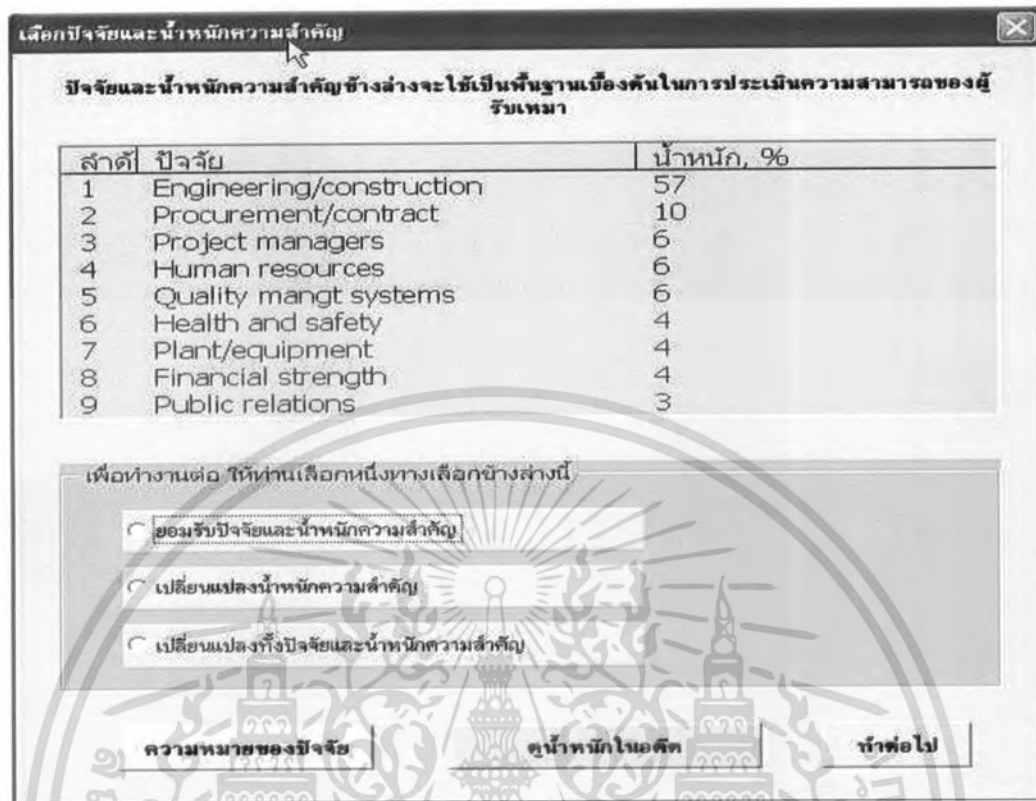 เลือกปัจจัยและน้ำหนักความสำคัญ
ปัจจัยและน้ำหนักความสำคัญข้างล่างจะใช้เป็นพื้นฐานเบื้องต้นในการประเมินความสามารถของผู้
รับเหมา
ลำดั ปัจจัย น้ำหนัก, %
1 Engineering/construction 57
2 Procurement/contract 10
3 Project managers 6
4 Human resources 6
5 Quality mangt systems 6
6 Health and safety 4
7 Plant/equipment 4
8 Financial strength 4
9 Public relations 3
เพื่อทำงานต่อ ให้ท่านเลือกหนึ่งทางเลือกข้างล่างนี้
ยอมรับปัจจัยและน้ำหนักความสำคัญ
เปลี่ยนแปลงน้ำหนักความสำคัญ
เปลี่ยนแปลงทั้งปัจจัยและน้ำหนักความสำคัญ
ความหมายของปัจจัย ดูน้ำหนักในอดีต ทำต่อไป